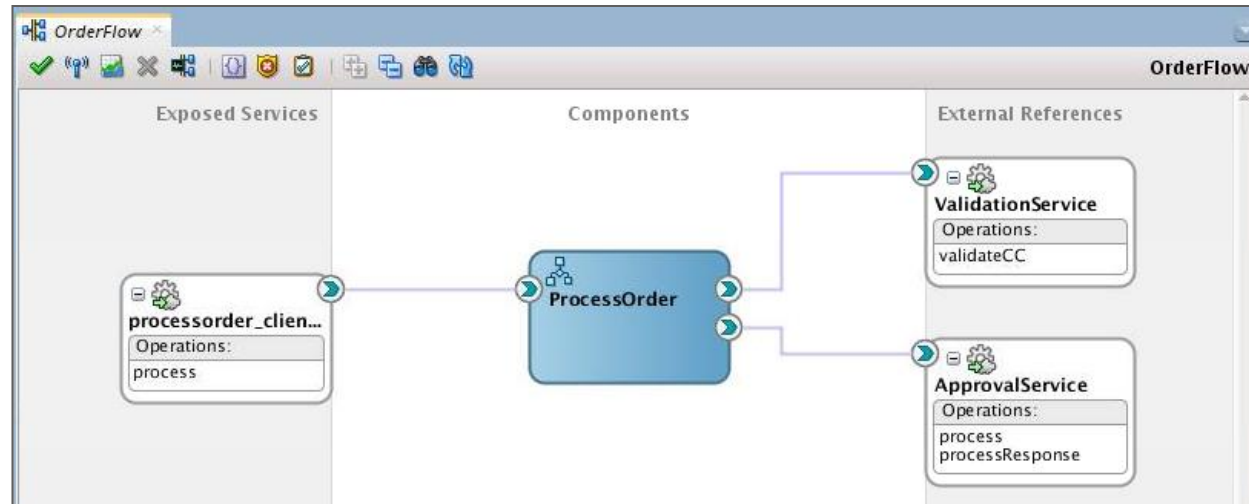 OrderFlow
OrderFlow
Exposed Services
Components
External References
processorder_clien...
Operations:
process
ProcessOrder
ValidationService
Operations:
validateCC
ApprovalService
Operations:
process
processResponse